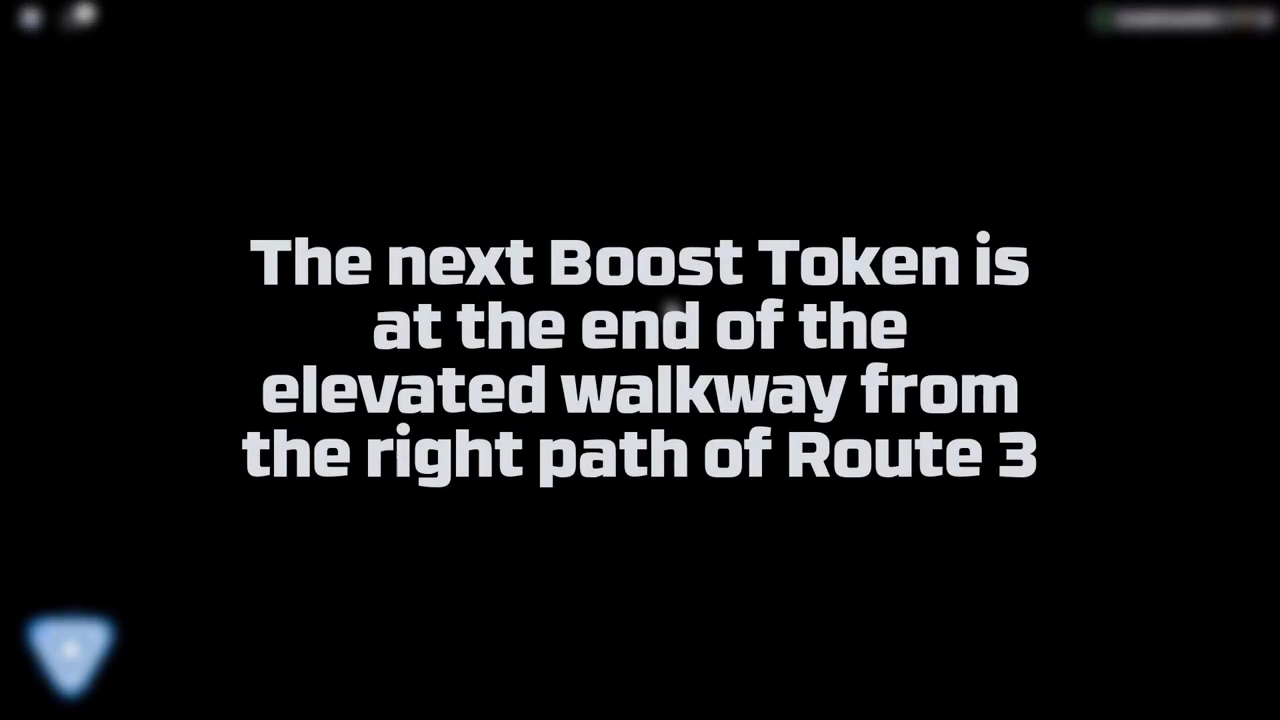 The next Boost Token is
at the end of the
elevated walkway from
the right path of Route 3